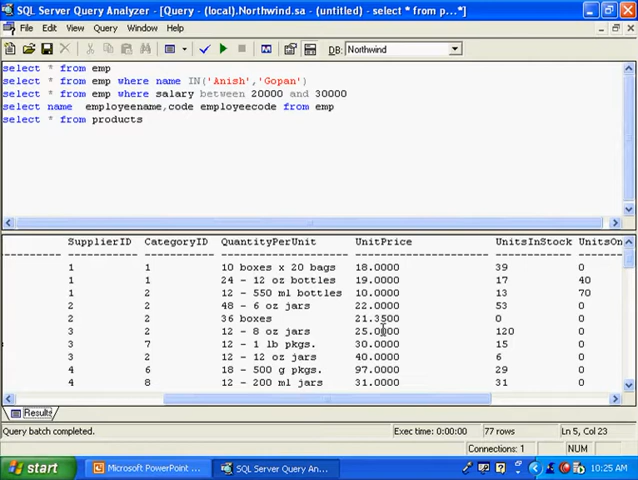 SQL Query Analyzer - [Query - (local).Northwind.sa - (untitled) - select * from p...*]
File Edit View Query Window Help
DB: Northwind
select * from emp
select * from emp where name IN('Anish','Gopan')
select * from emp where salary between 20000 and 30000
select name  employeename,code employeecode from emp
select * from products
SupplierID CategoryID QuantityPerUnit UnitPrice UnitsInStock UnitsOn
1 1 10 boxes x 20 bags 18.0000 39 0
1 1 24 - 12 oz bottles 19.0000 17 40
1 2 12 - 550 ml bottles 10.0000 13 70
2 2 48 - 6 oz jars 22.0000 53 0
2 2 36 boxes 21.3500 0 0
3 2 12 - 8 oz jars 25.0000 120 0
3 7 12 - 1 lb pkgs. 30.0000 15 0
3 2 12 - 12 oz jars 40.0000 6 0
4 6 18 - 500 g pkgs. 97.0000 29 0
4 8 12 - 200 ml jars 31.0000 31 0
Results
Query batch completed. Exec time: 0:00:00 77 rows Ln 5, Col 23
Connections: 1 NUM
start Microsoft PowerPoint ... SQL Server Query An... 10:25 AM